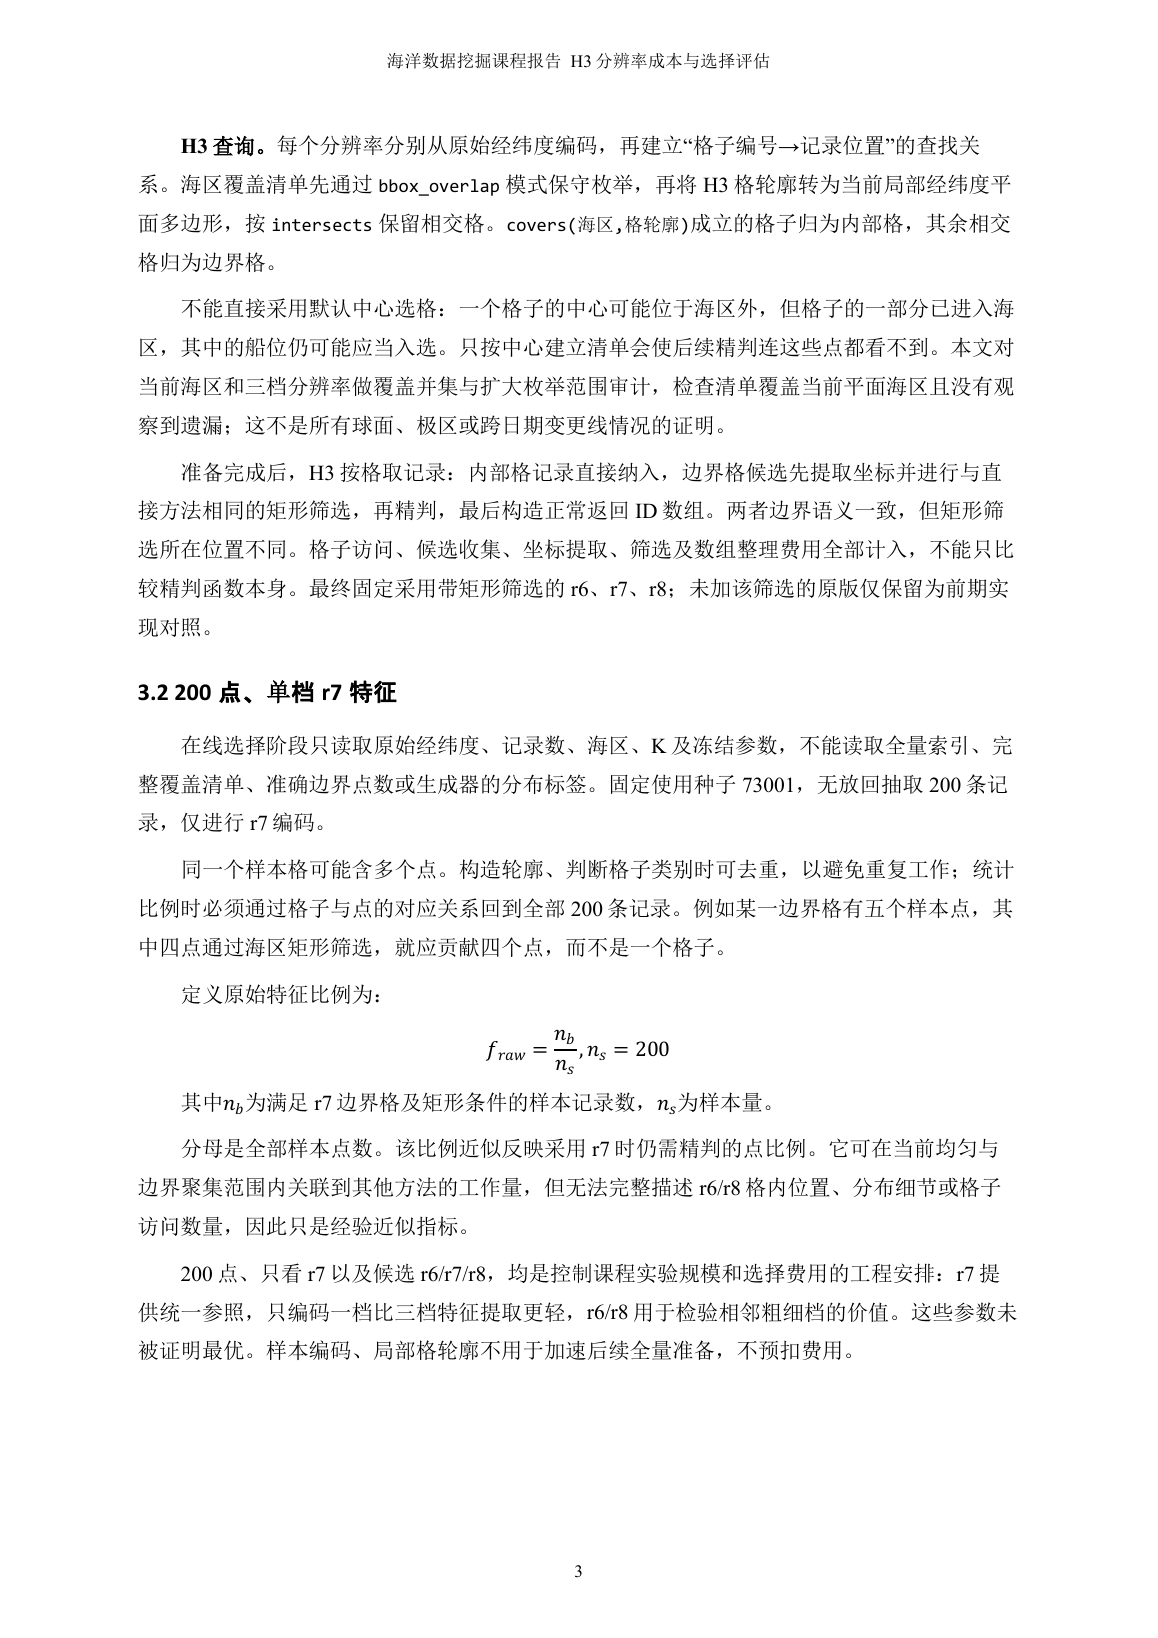 海洋数据挖掘课程报告 H3 分辨率成本与选择评估
H3 查询。每个分辨率分别从原始经纬度编码，再建立“格子编号→记录位置”的查找关
系。海区覆盖清单先通过 bbox_overlap 模式保守枚举，再将 H3 格轮廓转为当前局部经纬度平
面多边形，按 intersects 保留相交格。covers(海区,格轮廓)成立的格子归为内部格，其余相交
格归为边界格。
不能直接采用默认中心选格：一个格子的中心可能位于海区外，但格子的一部分已进入海
区，其中的船位仍可能应当入选。只按中心建立清单会使后续精判连这些点都看不到。本文对
当前海区和三档分辨率做覆盖并集与扩大枚举范围审计，检查清单覆盖当前平面海区且没有观
察到遗漏；这不是所有球面、极区或跨日期变更线情况的证明。
准备完成后，H3 按格取记录：内部格记录直接纳入，边界格候选先提取坐标并进行与直
接方法相同的矩形筛选，再精判，最后构造正常返回 ID 数组。两者边界语义一致，但矩形筛
选所在位置不同。格子访问、候选收集、坐标提取、筛选及数组整理费用全部计入，不能只比
较精判函数本身。最终固定采用带矩形筛选的 r6、r7、r8；未加该筛选的原版仅保留为前期实
现对照。
3.2 200 点、单档 r7 特征
在线选择阶段只读取原始经纬度、记录数、海区、K 及冻结参数，不能读取全量索引、完
整覆盖清单、准确边界点数或生成器的分布标签。固定使用种子 73001，无放回抽取 200 条记
录，仅进行 r7 编码。
同一个样本格可能含多个点。构造轮廓、判断格子类别时可去重，以避免重复工作；统计
比例时必须通过格子与点的对应关系回到全部 200 条记录。例如某一边界格有五个样本点，其
中四点通过海区矩形筛选，就应贡献四个点，而不是一个格子。
定义原始特征比例为：
f_raw = n_b/n_s, n_s = 200
其中n_b为满足 r7 边界格及矩形条件的样本记录数，n_s为样本量。
分母是全部样本点数。该比例近似反映采用 r7 时仍需精判的点比例。它可在当前均匀与
边界聚集范围内关联到其他方法的工作量，但无法完整描述 r6/r8 格内位置、分布细节或格子
访问数量，因此只是经验近似指标。
200 点、只看 r7 以及候选 r6/r7/r8，均是控制课程实验规模和选择费用的工程安排：r7 提
供统一参照，只编码一档比三档特征提取更轻，r6/r8 用于检验相邻粗细档的价值。这些参数未
被证明最优。样本编码、局部格轮廓不用于加速后续全量准备，不预扣费用。
3